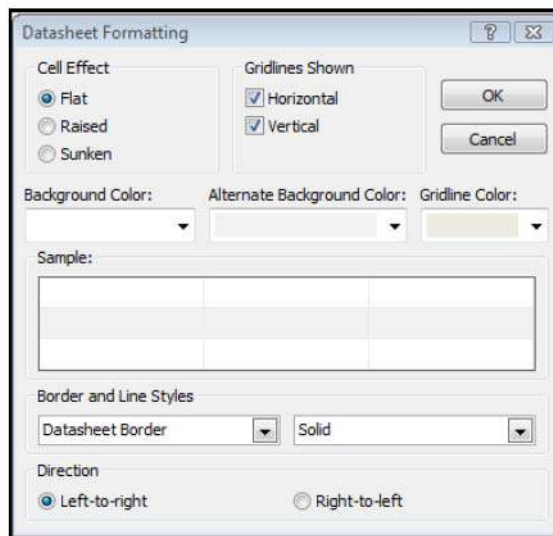 Datasheet Formatting
Cell Effect
Flat
Raised
Sunken
Gridlines Shown
Horizontal
Vertical
OK
Cancel
Background Color:
Alternate Background Color:
Gridline Color:
Sample:
Border and Line Styles
Datasheet Border
Solid
Direction
Left-to-right
Right-to-left